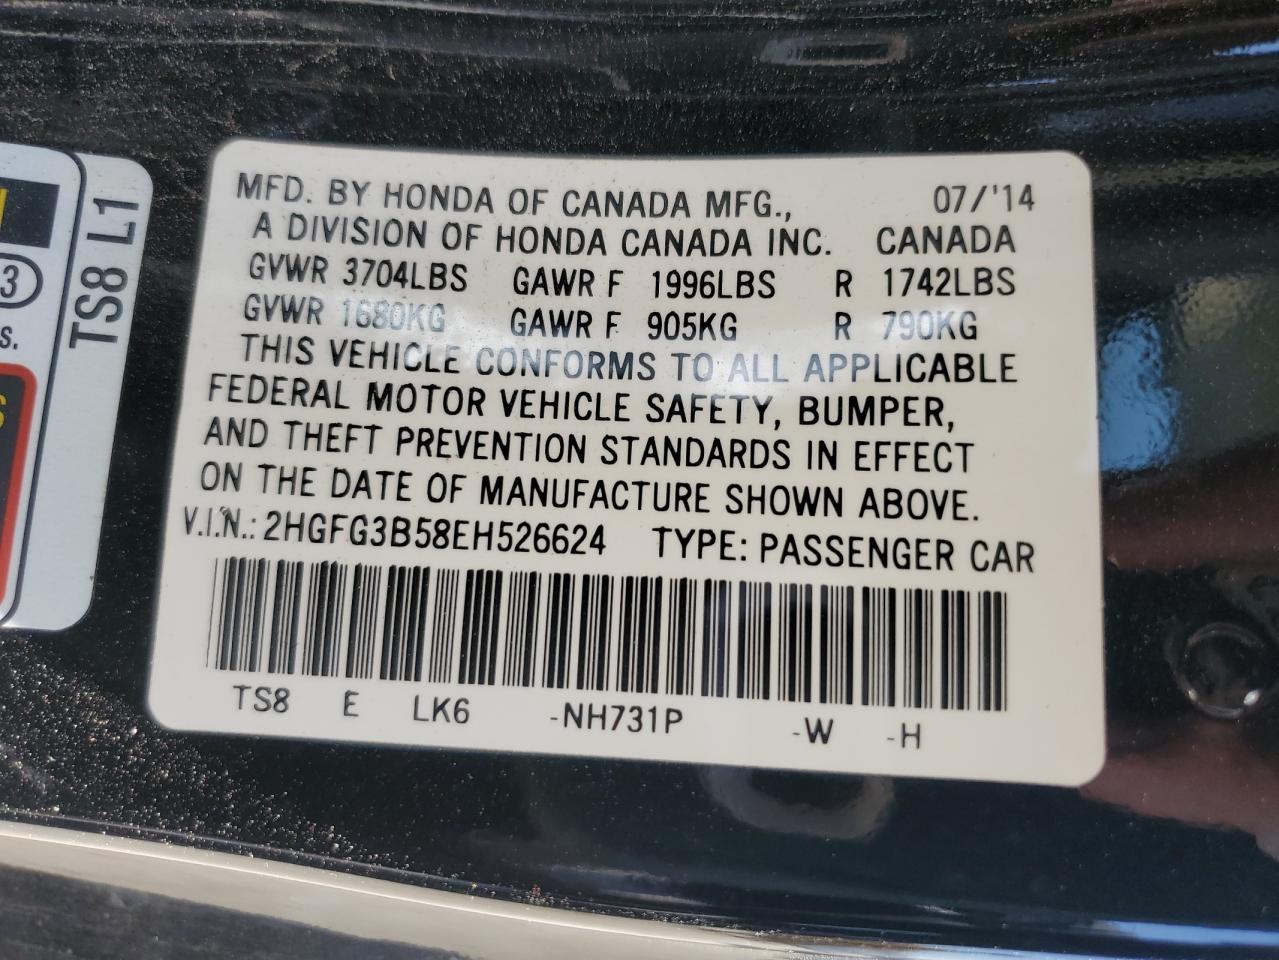 MFD. BY HONDA OF CANADA MFG., 07/'14
A DIVISION OF HONDA CANADA INC. CANADA
GVWR 3704LBS GAWR F 1996LBS R 1742LBS
GVWR 1680KG GAWR F 905KG R 790KG
THIS VEHICLE CONFORMS TO ALL APPLICABLE
FEDERAL MOTOR VEHICLE SAFETY, BUMPER,
AND THEFT PREVENTION STANDARDS IN EFFECT
ON THE DATE OF MANUFACTURE SHOWN ABOVE.
V.I.N.: 2HGFG3B58EH526624 TYPE: PASSENGER CAR
TS8 E LK6 -NH731P -W -H
TS8 L1
3
s.